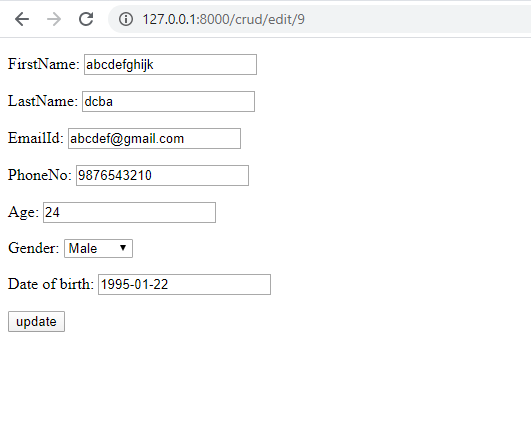 127.0.0.1:8000/crud/edit/9
FirstName: abcdefghijk
LastName: dcba
EmailId: abcdef@gmail.com
PhoneNo: 9876543210
Age: 24
Gender: Male
Date of birth: 1995-01-22
update